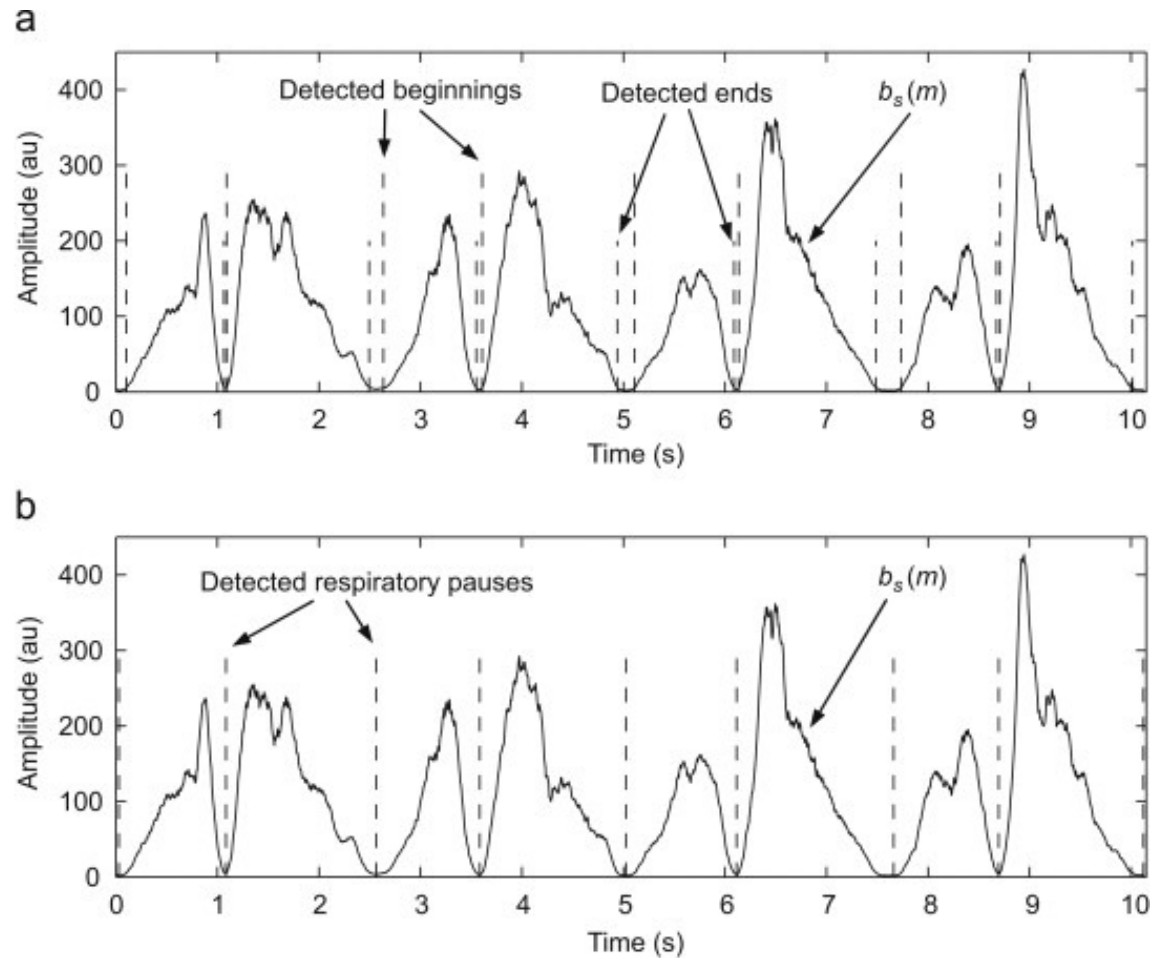 a
400
300
200
100
0
Amplitude (au)
Detected beginnings
Detected ends
b_s(m)
0 1 2 3 4 5 6 7 8 9 10
Time (s)
b
400
300
200
100
0
Amplitude (au)
Detected respiratory pauses
b_s(m)
0 1 2 3 4 5 6 7 8 9 10
Time (s)